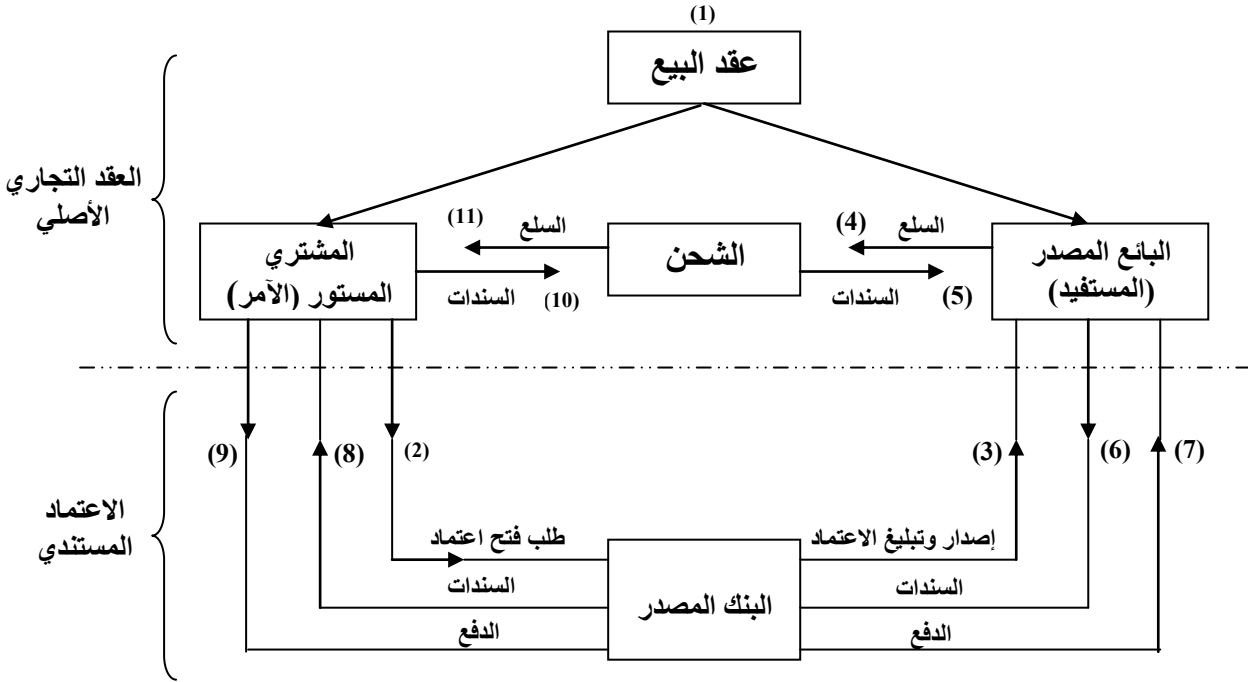 (1)
عقد البيع
العقد التجاري
الأصلي
البائع المصدر
(المستفيد)
السلع
(4)
السندات
(5)
الشحن
السلع
(11)
السندات
(10)
المشتري
المستور (الآمر)
(9)
(8)
(2)
(3)
(6)
(7)
الاعتماد
المستندي
إصدار وتبليغ الاعتماد
السندات
الدفع
البنك المصدر
طلب فتح اعتماد
السندات
الدفع